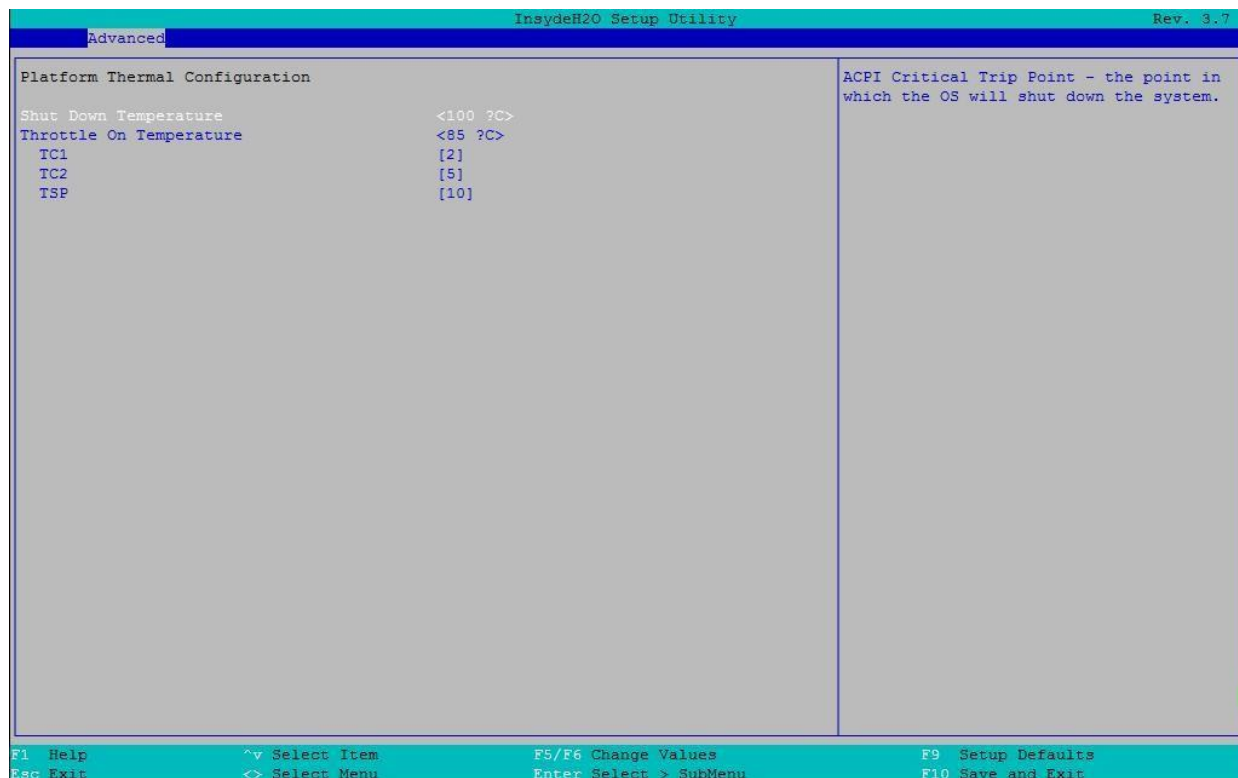 InsydeH2O Setup Utility Rev. 3.7
Advanced
Platform Thermal Configuration
Shut Down Temperature <100 ?C>
Throttle On Temperature <85 ?C>
TC1 [2]
TC2 [5]
TSP [10]
ACPI Critical Trip Point - the point in
which the OS will shut down the system.
F1 Help ^v Select Item F5/F6 Change Values F9 Setup Defaults
Esc Exit <> Select Menu Enter Select > SubMenu F10 Save and Exit